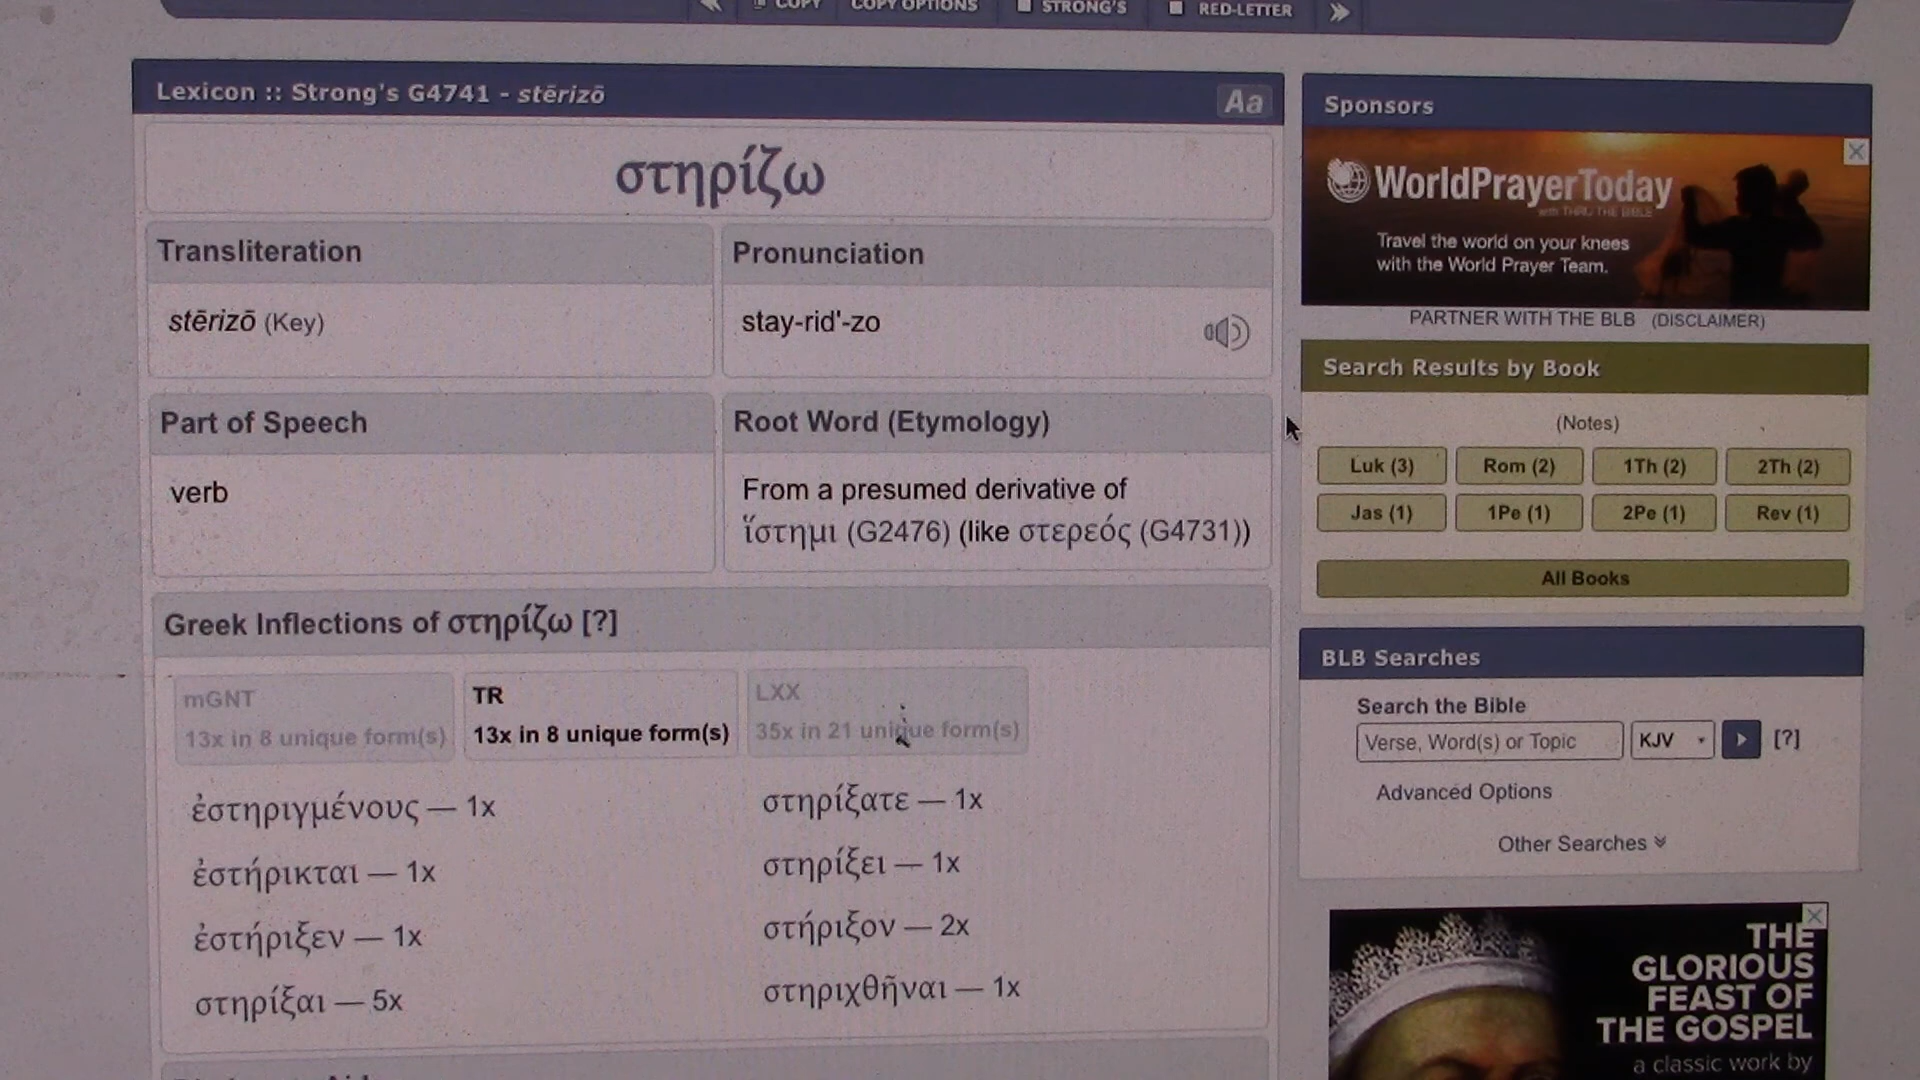 COPY COPY OPTIONS STRONG'S RED-LETTER
Lexicon :: Strong's G4741 - stērizō
Aa
στηρίζω
Transliteration
stērizō (Key)
Pronunciation
stay-rid'-zo
Part of Speech
verb
Root Word (Etymology)
From a presumed derivative of
ἵστημι (G2476) (like στερεός (G4731))
Greek Inflections of στηρίζω [?]
mGNT
13x in 8 unique form(s)
TR
13x in 8 unique form(s)
LXX
35x in 21 unique form(s)
ἐστηριγμένους — 1x
ἐστήρικται — 1x
ἐστήριξεν — 1x
στηρίξαι — 5x
στηρίξατε — 1x
στηρίξει — 1x
στήριξον — 2x
στηριχθῆναι — 1x
Sponsors
WorldPrayerToday
with THRU THE BIBLE
Travel the world on your knees
with the World Prayer Team.
PARTNER WITH THE BLB (DISCLAIMER)
Search Results by Book
(Notes)
Luk (3) Rom (2) 1Th (2) 2Th (2)
Jas (1) 1Pe (1) 2Pe (1) Rev (1)
All Books
BLB Searches
Search the Bible
Verse, Word(s) or Topic KJV [?]
Advanced Options
Other Searches
THE
GLORIOUS
FEAST OF
THE GOSPEL
a classic work by